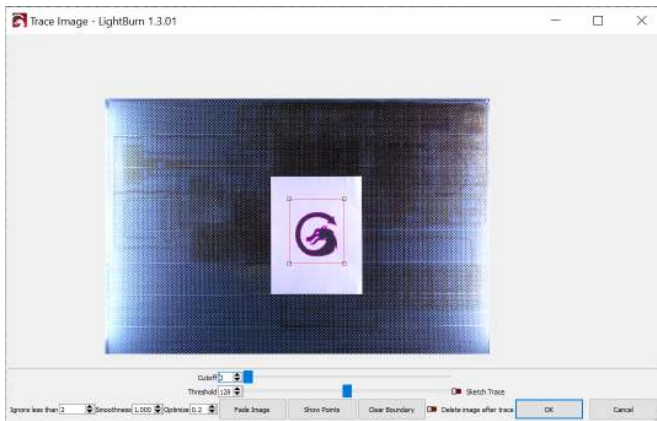 Trace Image - LightBurn 1.3.01
Cutoff
Threshold 128
Sketch Trace
Ignore less than 2 Smoothness 1.000 Optimize 0.2 Fade Image Show Points Clear Boundary Delete image after trace OK Cancel